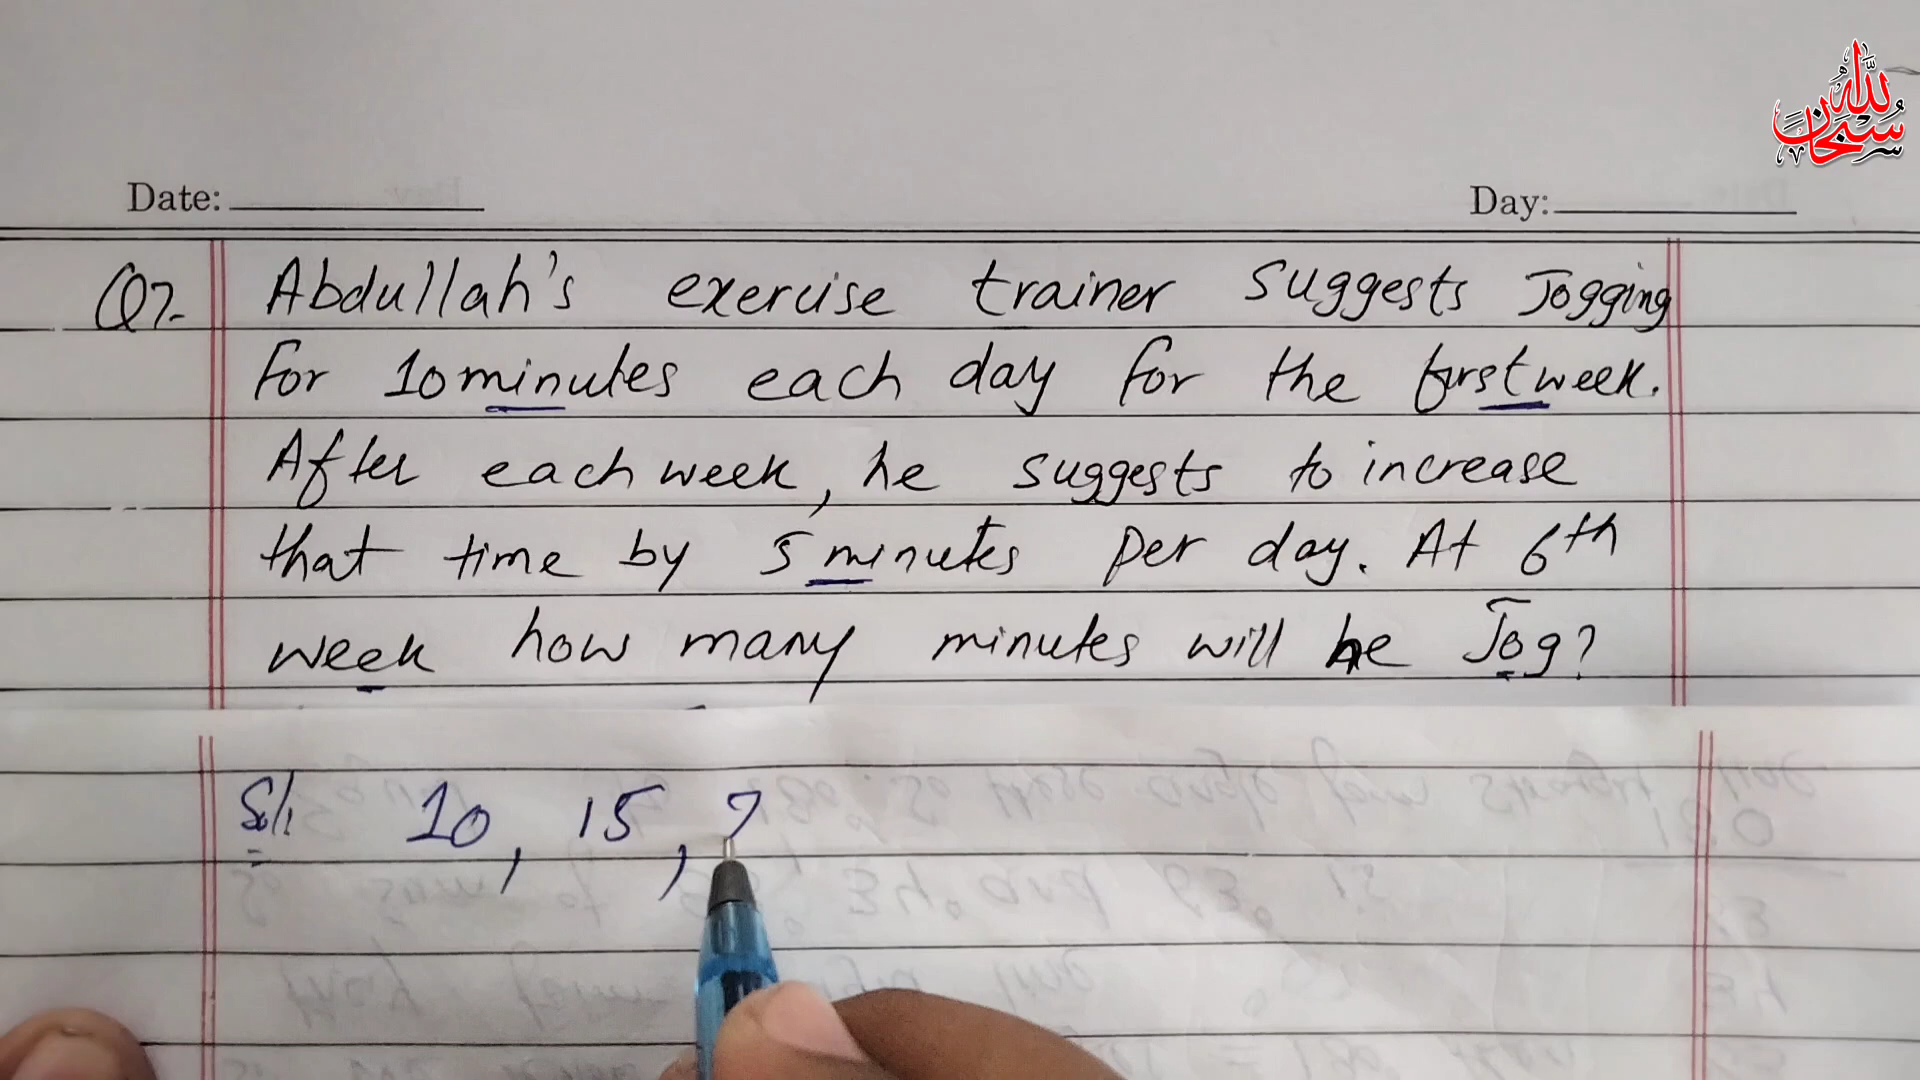 سُبْحَانَ اللّٰه
Date: Day:
Q7. Abdullah's exercise trainer suggests Jogging
For 10 minutes each day for the first week.
After each week, he suggests to increase
that time by 5 minutes per day. At 6th
week how many minutes will he Jog?
Sol: 10, 15, 2